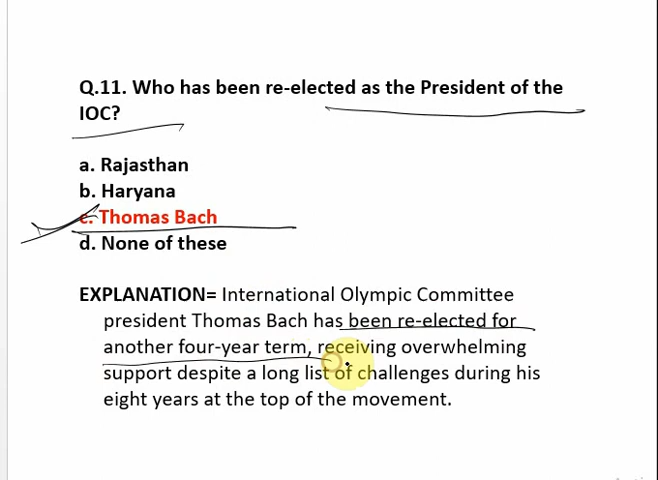 Q.11. Who has been re-elected as the President of the
IOC?
a. Rajasthan
b. Haryana
c. Thomas Bach
d. None of these
EXPLANATION= International Olympic Committee
president Thomas Bach has been re-elected for
another four-year term, receiving overwhelming
support despite a long list of challenges during his
eight years at the top of the movement.